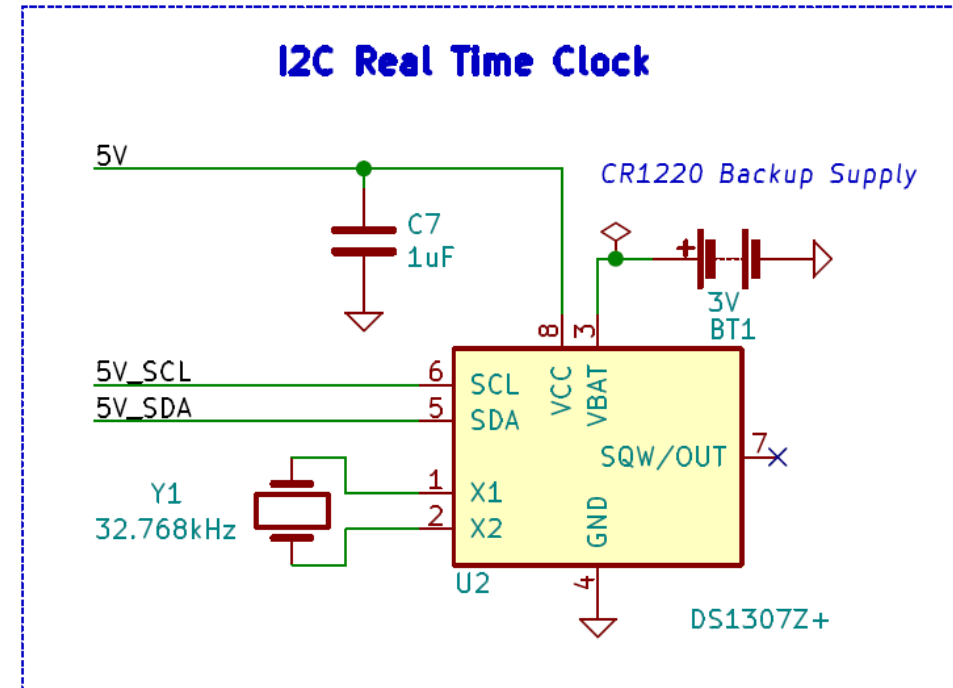 I2C Real Time Clock
5V
CR1220 Backup Supply
C7
1uF
+
3V
BT1
8
3
5V_SCL
6
SCL
VCC
VBAT
5V_SDA
5
SDA
SQW/OUT
7
Y1
32.768kHz
1
X1
2
X2
GND
U2
4
DS1307Z+